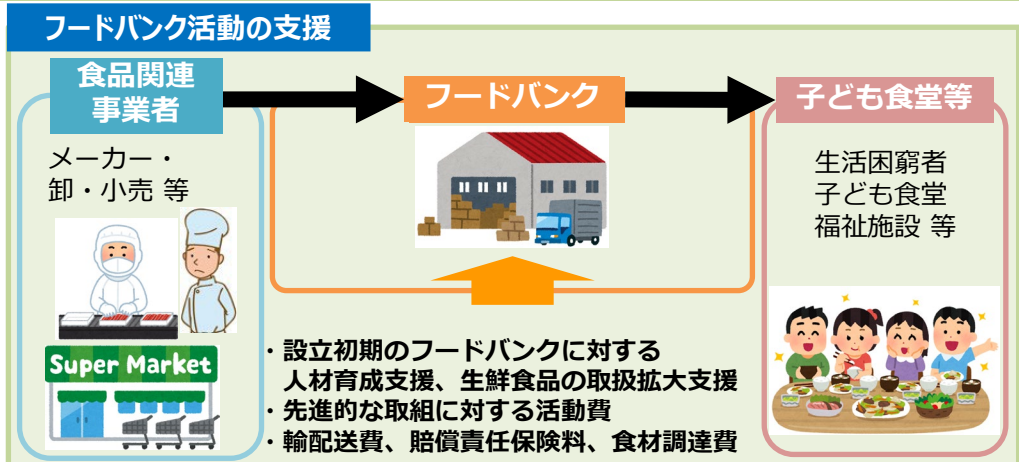 フードバンク活動の支援
食品関連
事業者
フードバンク
子ども食堂等
メーカー・
卸・小売 等
Super Market
・設立初期のフードバンクに対する
人材育成支援、生鮮食品の取扱拡大支援
・先進的な取組に対する活動費
・輸配送費、賠償責任保険料、食材調達費
生活困窮者
子ども食堂
福祉施設 等